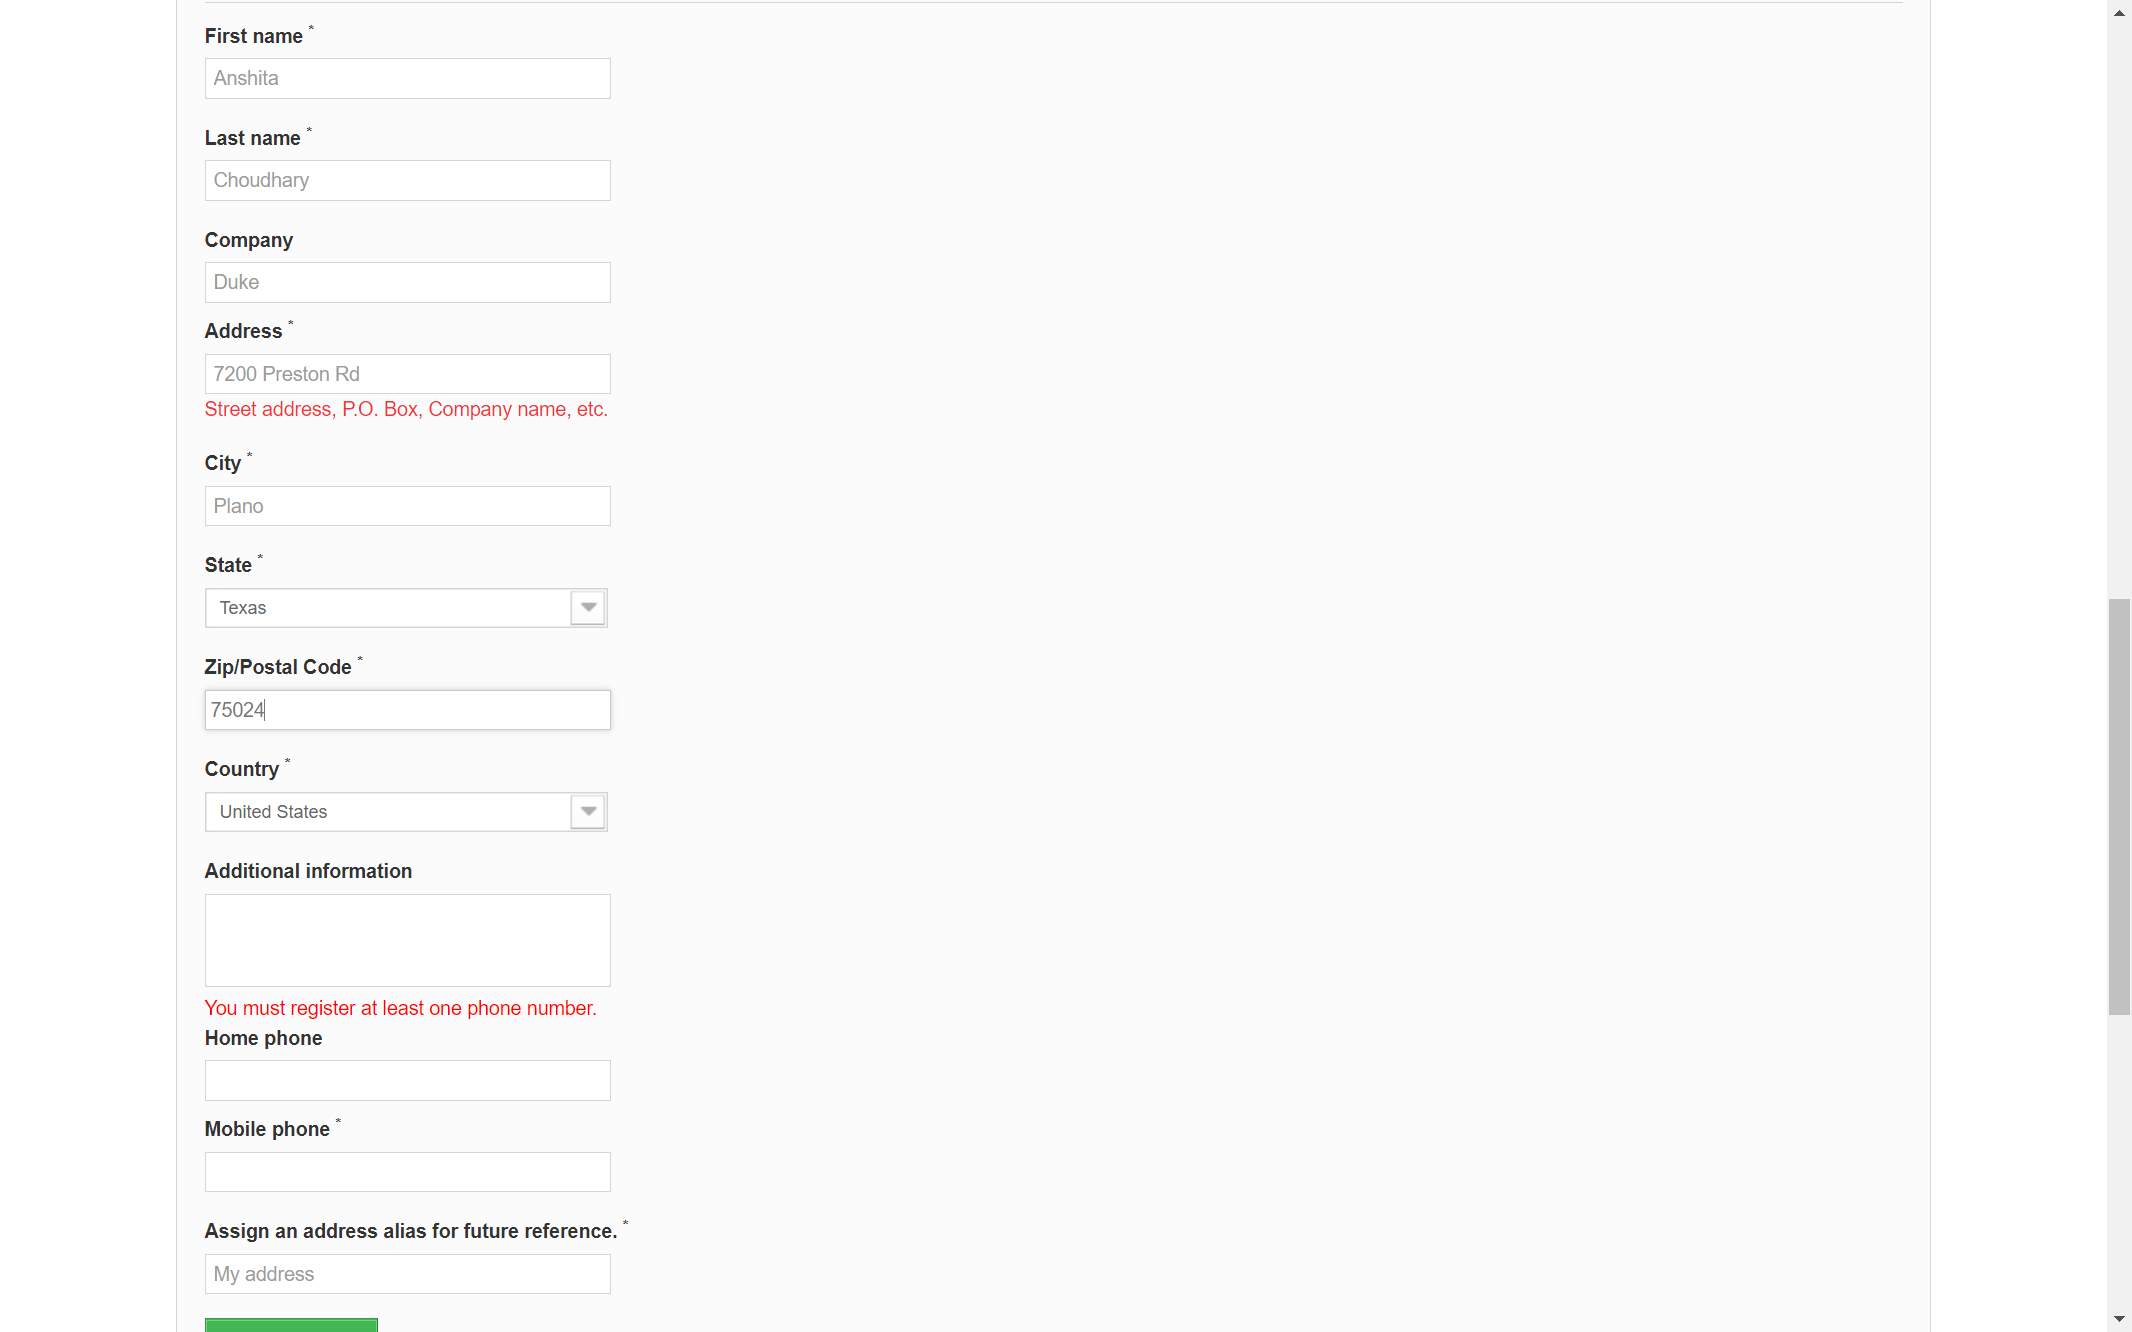 First name *
Anshita
Last name *
Choudhary
Company
Duke
Address *
7200 Preston Rd
Street address, P.O. Box, Company name, etc.
City *
Plano
State *
Texas
Zip/Postal Code *
75024
Country *
United States
Additional information
You must register at least one phone number.
Home phone
Mobile phone *
Assign an address alias for future reference. *
My address